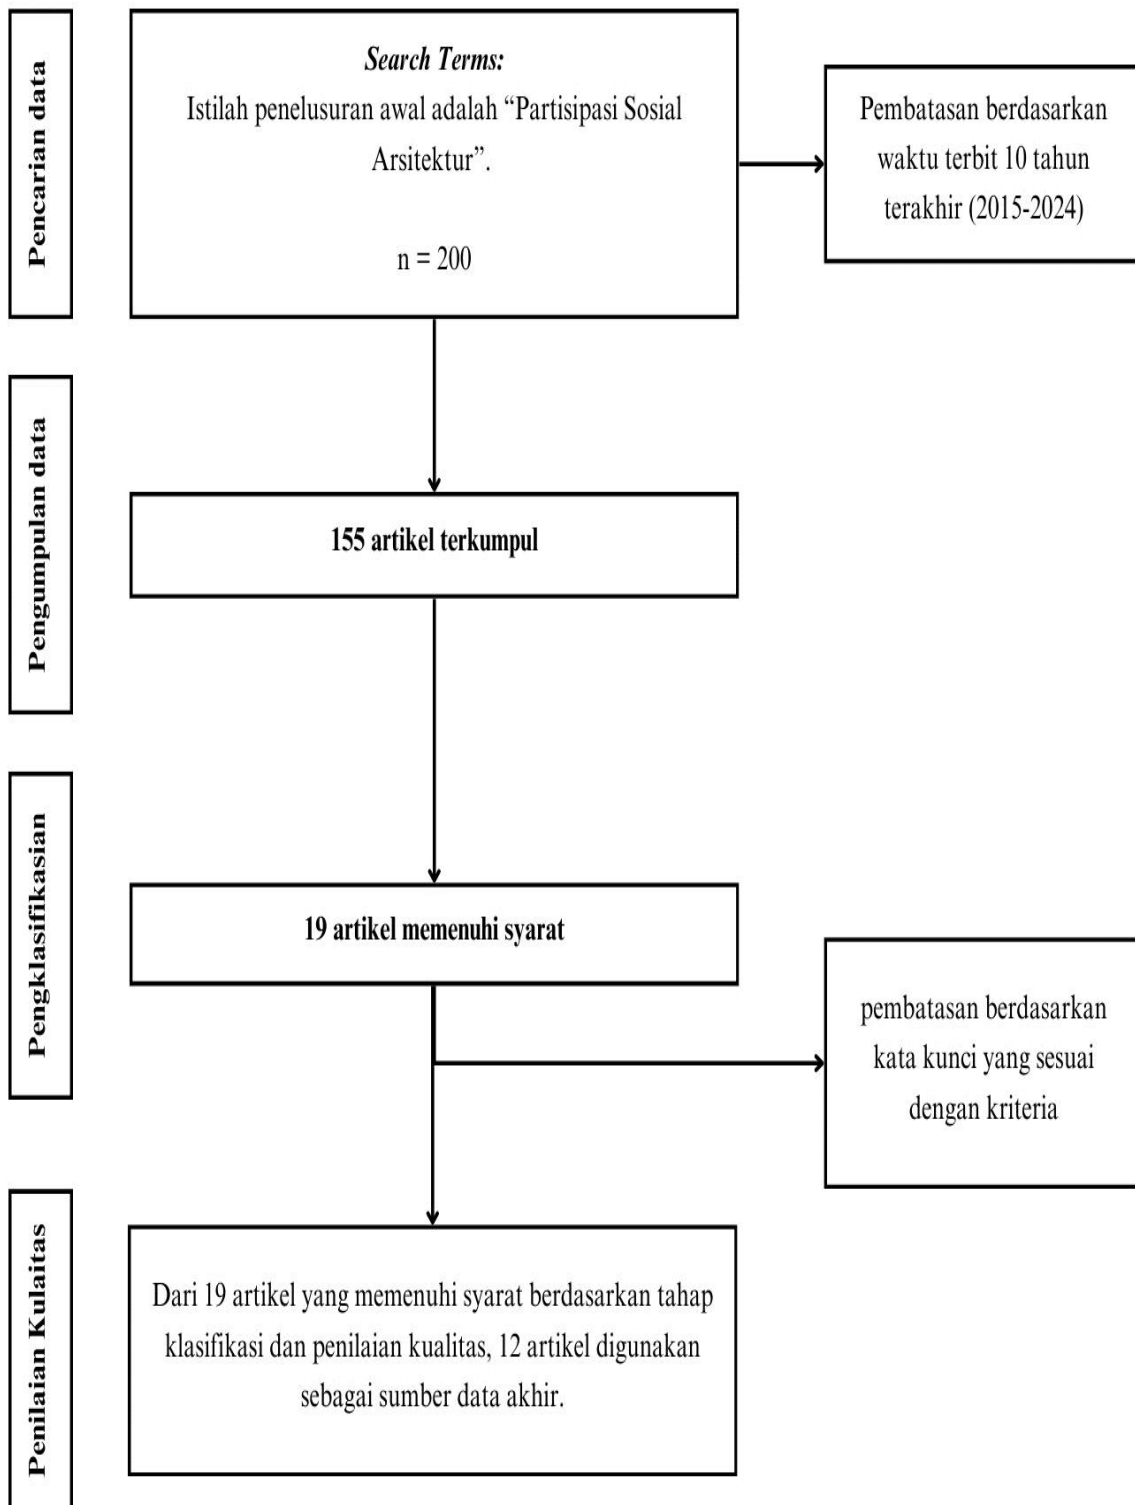 Pencarian data
Search Terms:
Istilah penelusuran awal adalah “Partisipasi Sosial
Arsitektur”.
n = 200
Pembatasan berdasarkan
waktu terbit 10 tahun
terakhir (2015-2024)
Pengumpulan data
155 artikel terkumpul
Pengklasifikasian
19 artikel memenuhi syarat
pembatasan berdasarkan
kata kunci yang sesuai
dengan kriteria
Penilaian Kulaitas
Dari 19 artikel yang memenuhi syarat berdasarkan tahap
klasifikasi dan penilaian kualitas, 12 artikel digunakan
sebagai sumber data akhir.